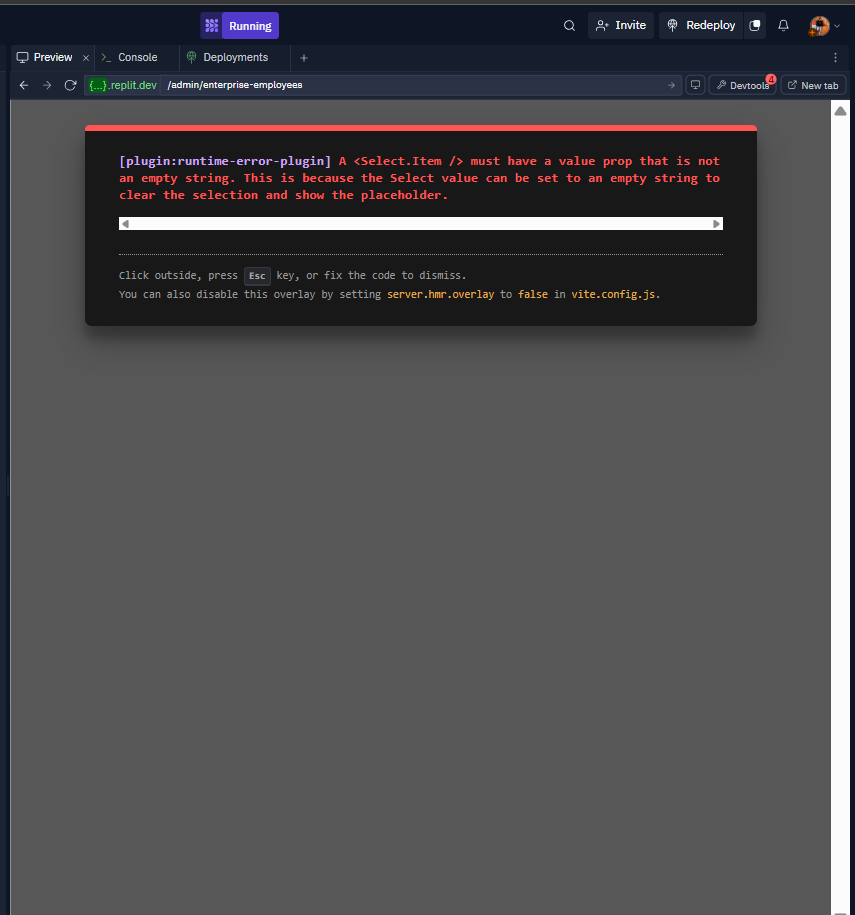 Running
Invite
Redeploy
Preview
Console
Deployments
{...}.replit.dev /admin/enterprise-employees
Devtools
4
New tab
[plugin:runtime-error-plugin] A <Select.Item /> must have a value prop that is not
an empty string. This is because the Select value can be set to an empty string to
clear the selection and show the placeholder.
Click outside, press Esc key, or fix the code to dismiss.
You can also disable this overlay by setting server.hmr.overlay to false in vite.config.js.